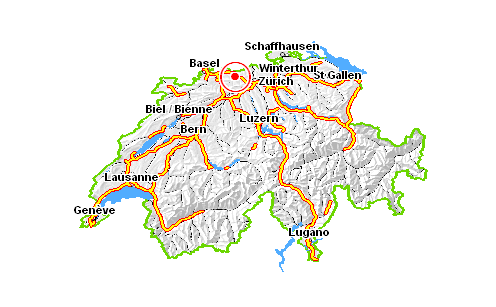 Schaffhausen
Basel
Winterthur
Zürich
St Gallen
Biel / Bienne
Luzern
Bern
Lausanne
Genève
Lugano